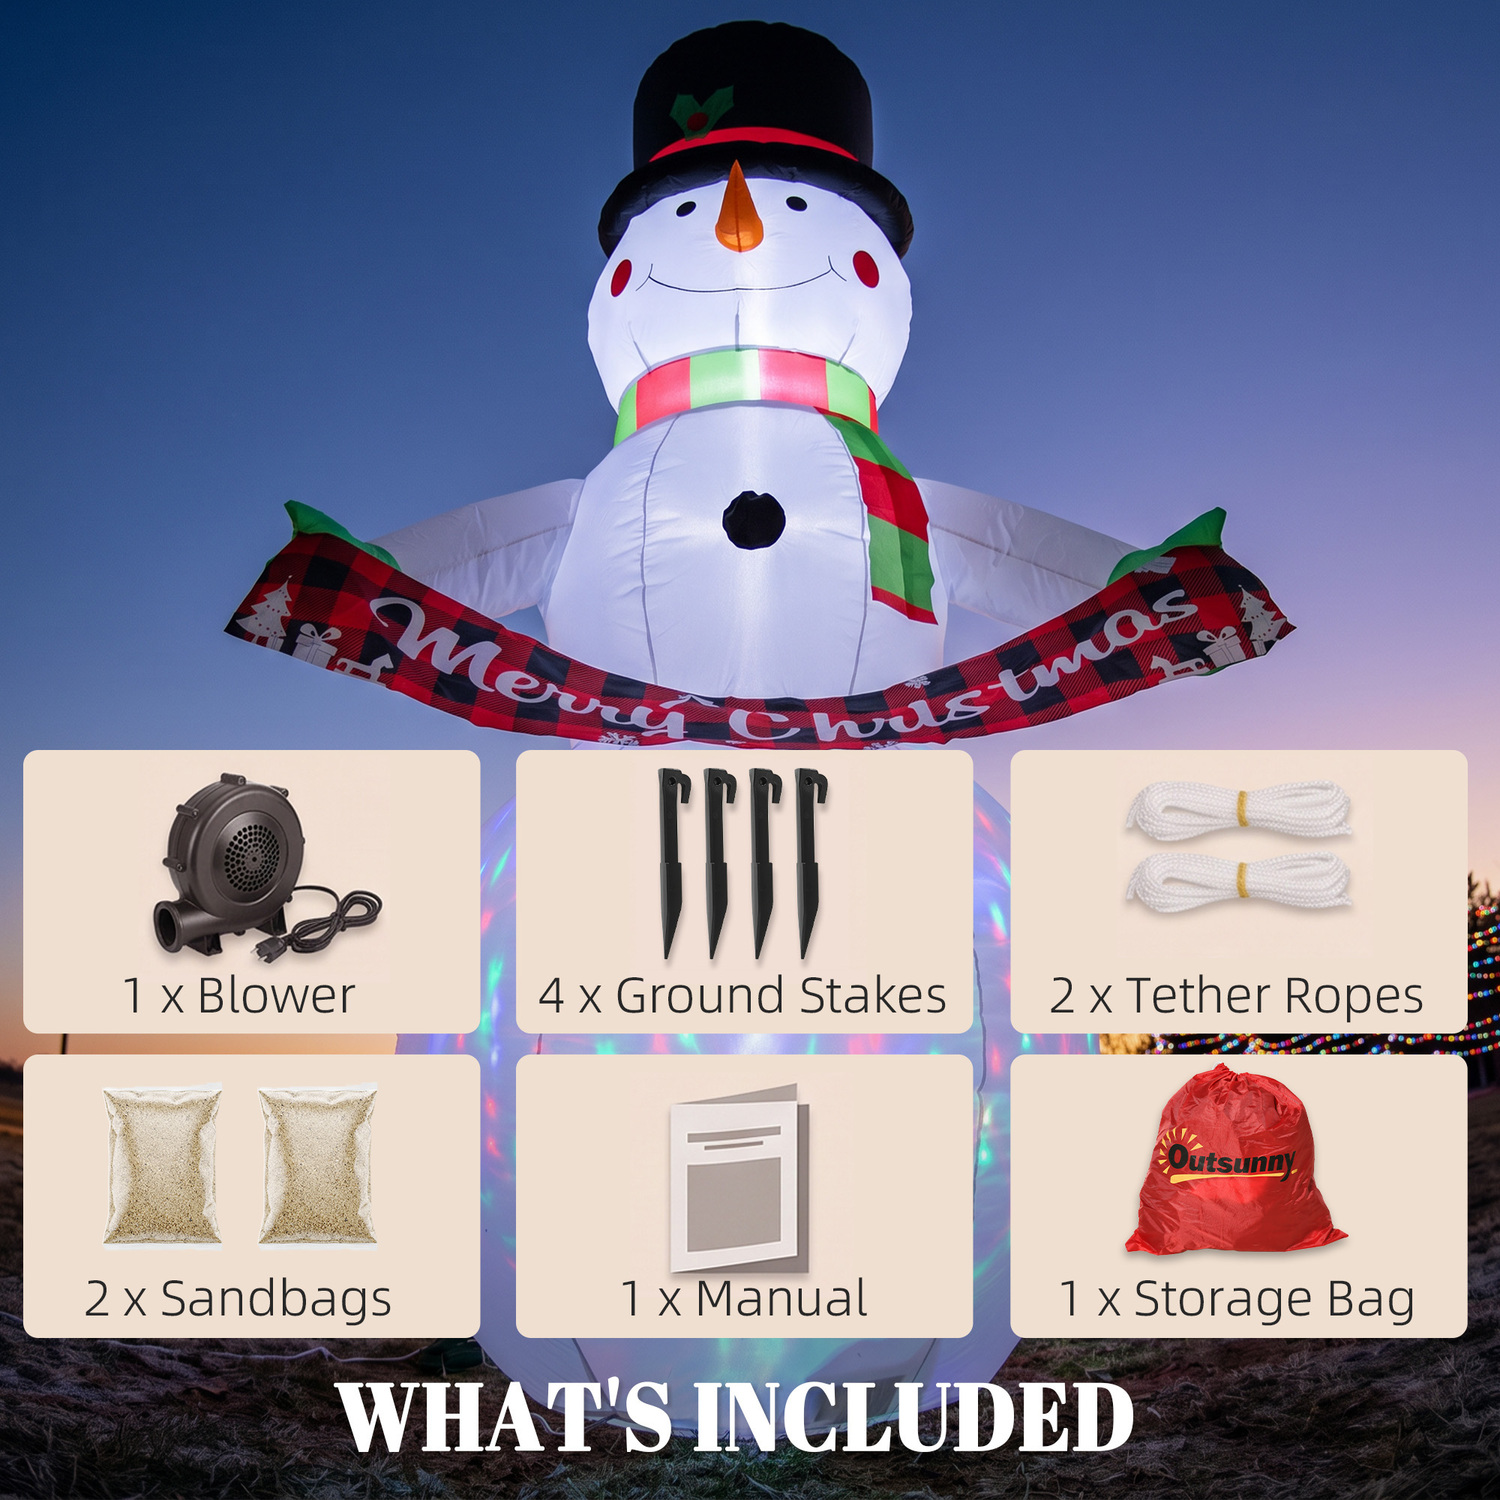 Merry Christmas
1 x Blower
4 x Ground Stakes
2 x Tether Ropes
2 x Sandbags
1 x Manual
Outsunny
1 x Storage Bag
WHAT'S INCLUDED